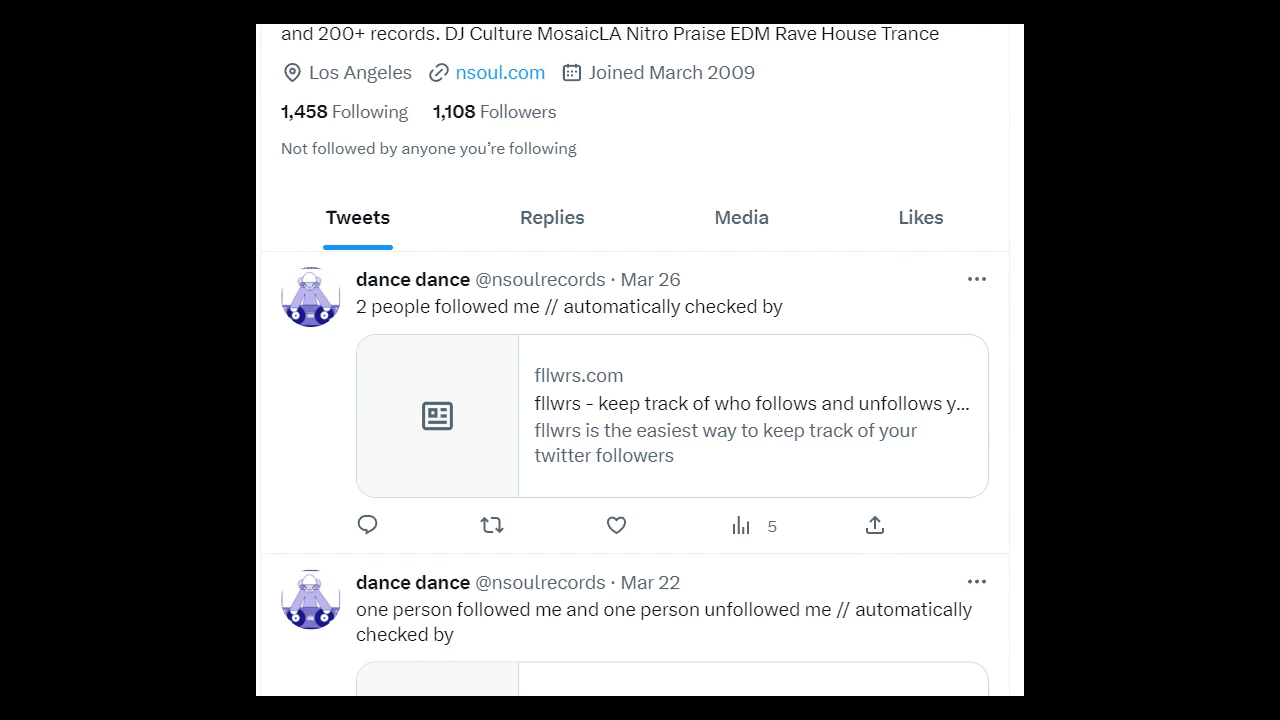 and 200+ records. DJ Culture MosaicLA Nitro Praise EDM Rave House Trance
Los Angeles nsoul.com Joined March 2009
1,458 Following 1,108 Followers
Not followed by anyone you’re following
Tweets Replies Media Likes
dance dance @nsoulrecords · Mar 26
2 people followed me // automatically checked by
fllwrs.com
fllwrs - keep track of who follows and unfollows y...
fllwrs is the easiest way to keep track of your
twitter followers
5
dance dance @nsoulrecords · Mar 22
one person followed me and one person unfollowed me // automatically
checked by